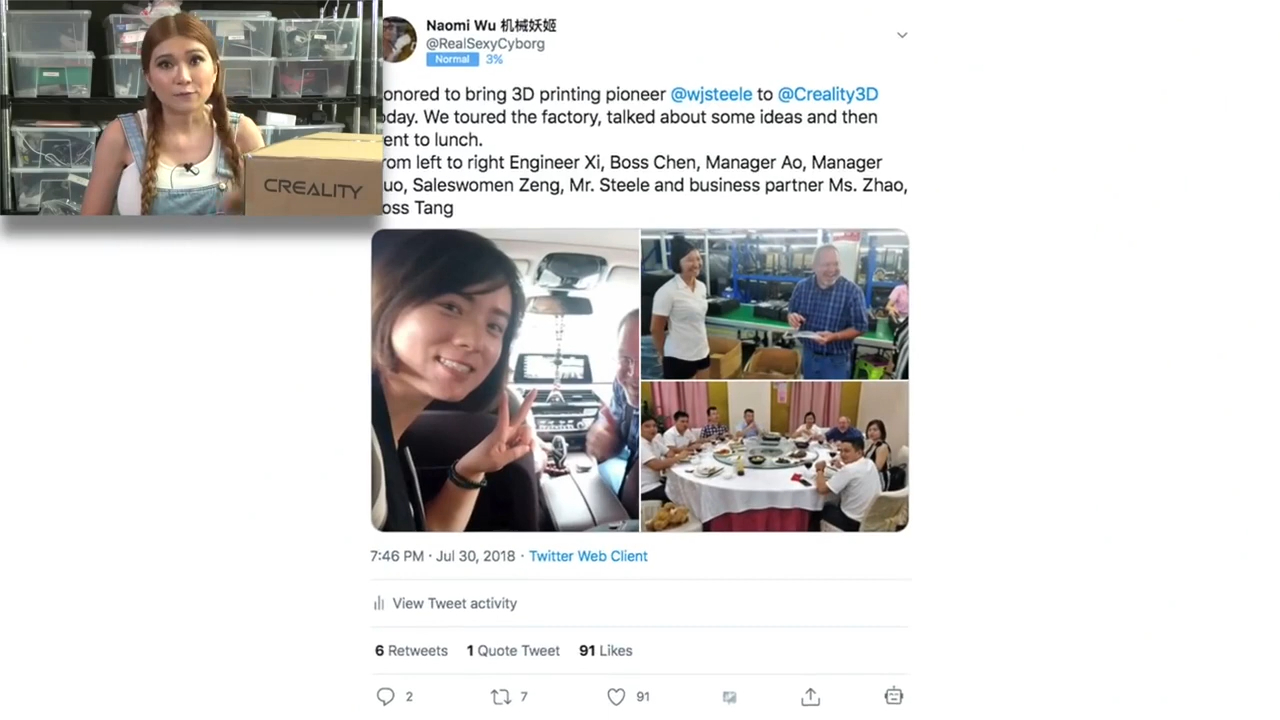 Naomi Wu 机械妖姬
@RealSexyCyborg
Normal 3%
onored to bring 3D printing pioneer @wjsteele to @Creality3D
day. We toured the factory, talked about some ideas and then
ent to lunch.
rom left to right Engineer Xi, Boss Chen, Manager Ao, Manager
uo, Saleswomen Zeng, Mr. Steele and business partner Ms. Zhao,
oss Tang
CREALITY
7:46 PM · Jul 30, 2018 · Twitter Web Client
View Tweet activity
6 Retweets 1 Quote Tweet 91 Likes
2 7 91